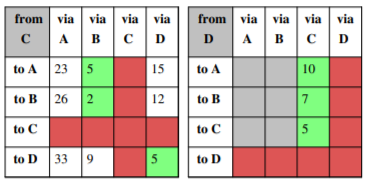 from C via A via B via C via D
to A 23 5 15
to B 26 2 12
to C
to D 33 9 5
from D via A via B via C via D
to A 10
to B 7
to C 5
to D